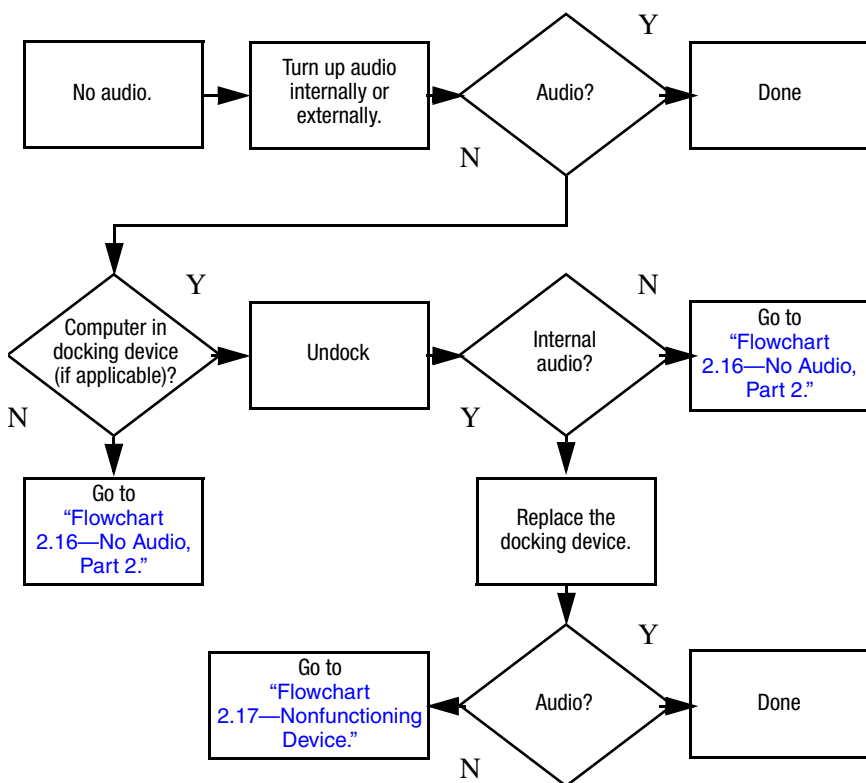 No audio.
Turn up audio
internally or
externally.
Audio?
Y
N
Done
Computer in
docking device
(if applicable)?
Y
N
Undock
Internal
audio?
N
Y
Go to
“Flowchart
2.16—No Audio,
Part 2.”
Go to
“Flowchart
2.16—No Audio,
Part 2.”
Replace the
docking device.
Go to
“Flowchart
2.17—Nonfunctioning
Device.”
Audio?
Y
N
Done